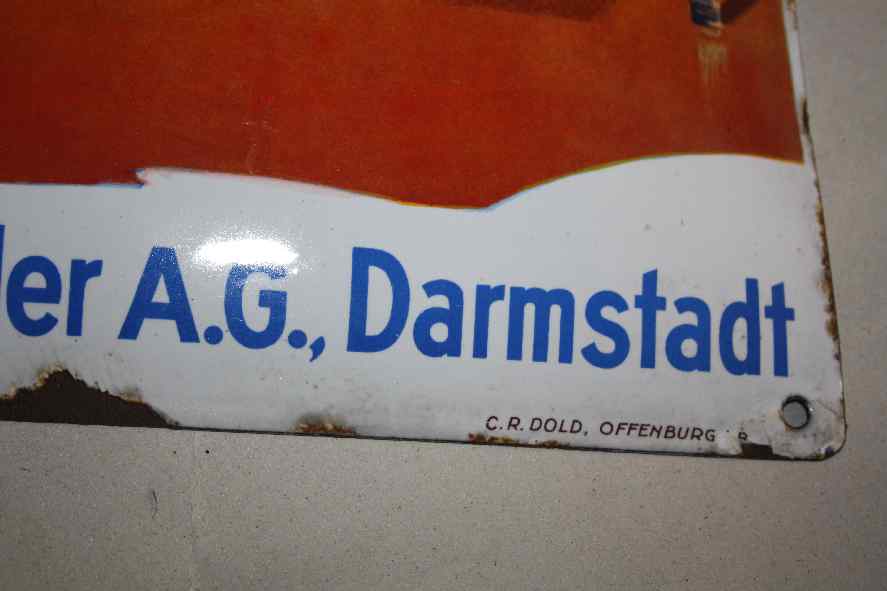 ler A.G., Darmstadt
C.R. DOLD, OFFENBURG